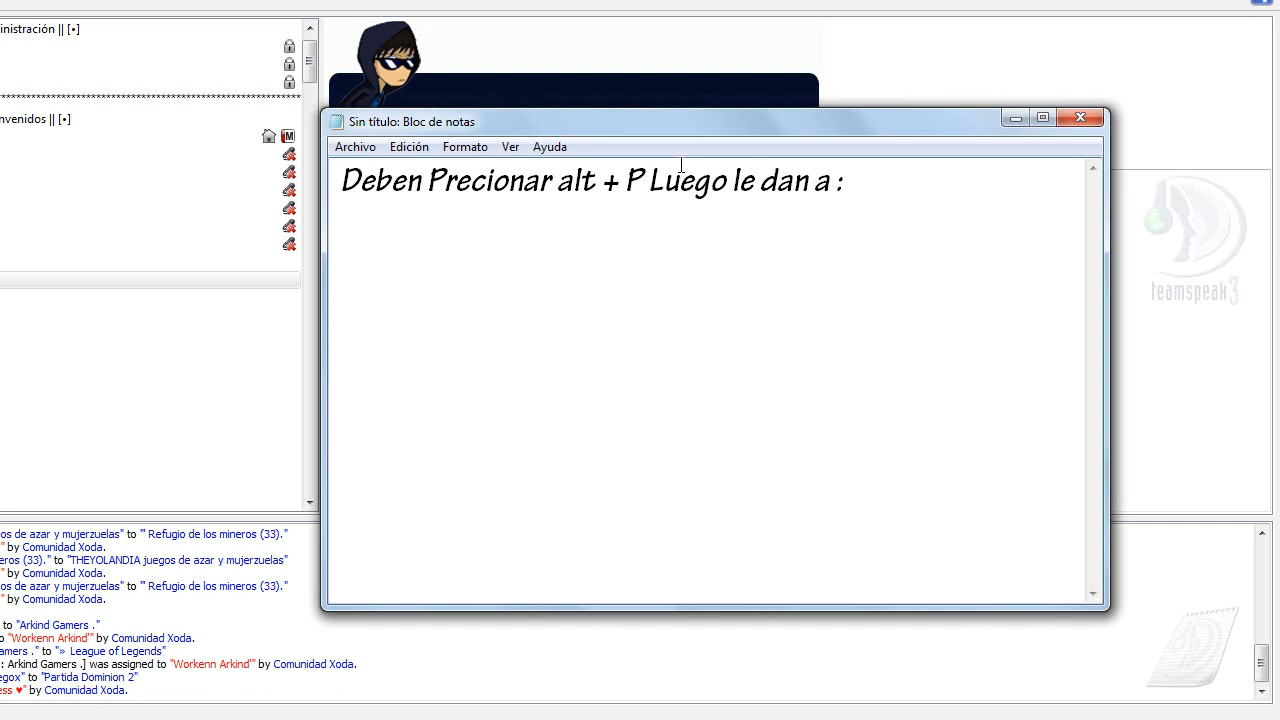 nistración || [•]
nvenidos || [•]
M
Sin título: Bloc de notas
Archivo Edición Formato Ver Ayuda
Deben Precionar alt + P Luego le dan a :
teamspeak3
os de azar y mujerzuelas" to "' Refugio de los mineros (33)."
" by Comunidad Xoda.
eros (33)." to "THEYOLANDIA juegos de azar y mujerzuelas"
" by Comunidad Xoda.
os de azar y mujerzuelas" to "' Refugio de los mineros (33)."
" by Comunidad Xoda.
to "Arkind Gamers ."
to "Workenn Arkind'" by Comunidad Xoda.
amers ." to "» League of Legends"
: Arkind Gamers .] was assigned to "Workenn Arkind'" by Comunidad Xoda.
egox" to "Partida Dominion 2"
ess ♥" by Comunidad Xoda.